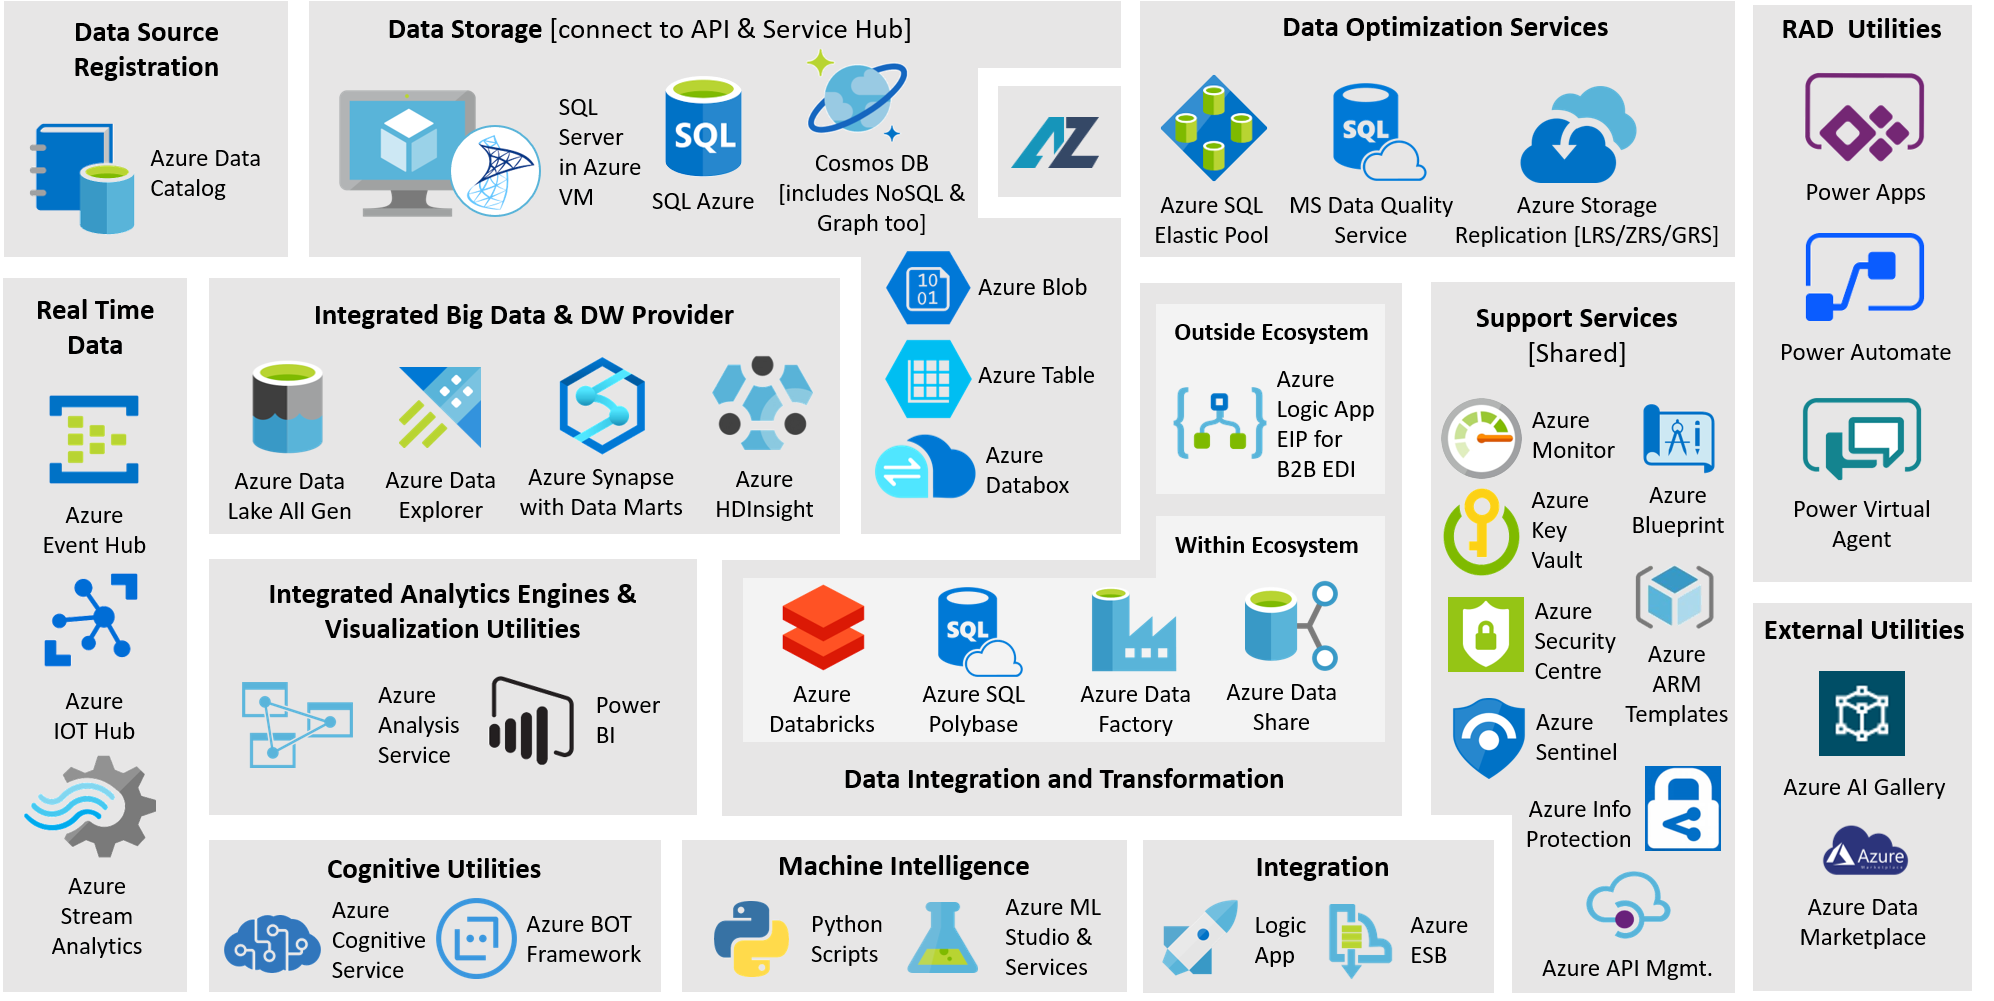 Data Source
Registration
Azure Data
Catalog
Data Storage [connect to API & Service Hub]
SQL
Server
in Azure
VM
SQL
SQL Azure
Cosmos DB
[includes NoSQL &
Graph too]
AZ
10
01
Azure Blob
Azure Table
Azure
Databox
Data Optimization Services
Azure SQL
Elastic Pool
SQL
MS Data Quality
Service
Azure Storage
Replication [LRS/ZRS/GRS]
RAD Utilities
Power Apps
Power Automate
Power Virtual
Agent
Real Time
Data
Azure
Event Hub
Azure
IOT Hub
Azure
Stream
Analytics
Integrated Big Data & DW Provider
Azure Data
Lake All Gen
Azure Data
Explorer
Azure Synapse
with Data Marts
Azure
HDInsight
Outside Ecosystem
Azure
Logic App
EIP for
B2B EDI
Within Ecosystem
Azure
Databricks
SQL
Azure SQL
Polybase
Azure Data
Factory
Azure Data
Share
Data Integration and Transformation
Support Services
[Shared]
Azure
Monitor
Azure
Blueprint
Azure
Key
Vault
Azure
Security
Centre
Azure
ARM
Templates
Azure
Sentinel
Azure Info
Protection
Azure API Mgmt.
Integrated Analytics Engines &
Visualization Utilities
Azure
Analysis
Service
Power
BI
External Utilities
Azure AI Gallery
Azure
Marketplace
Azure Data
Marketplace
Cognitive Utilities
Azure
Cognitive
Service
Azure BOT
Framework
Machine Intelligence
Python
Scripts
Azure ML
Studio &
Services
Integration
Logic
App
Azure
ESB